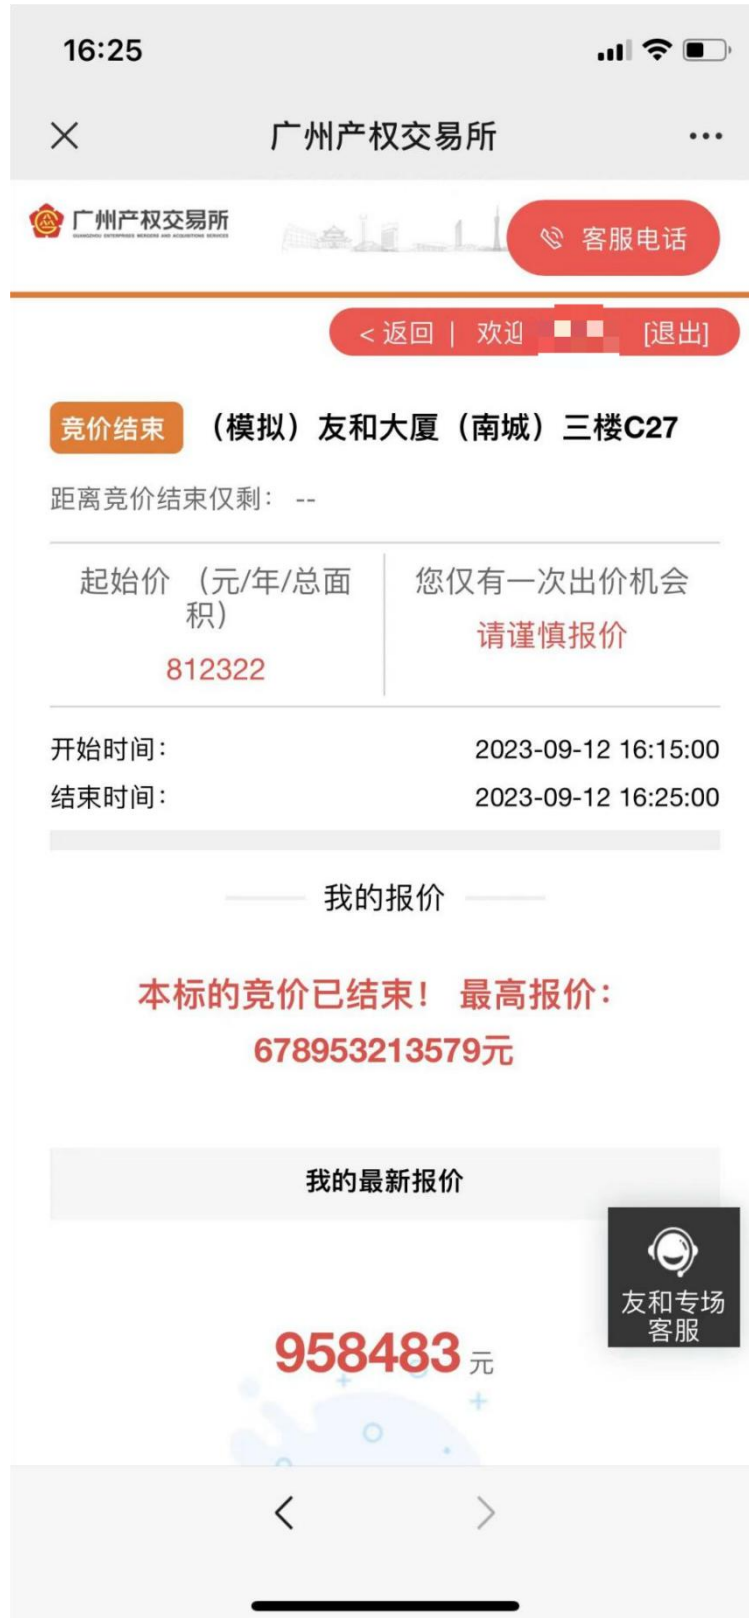 16:25
广州产权交易所
广州产权交易所
GUANGZHOU ENTERPRISES MERGERS AND ACQUISITIONS SERVICES
客服电话
< 返回 | 欢迎 [退出]
竞价结束 （模拟）友和大厦（南城）三楼C27
距离竞价结束仅剩： --
起始价 （元/年/总面
积）
812322
您仅有一次出价机会
请谨慎报价
开始时间： 2023-09-12 16:15:00
结束时间： 2023-09-12 16:25:00
我的报价
本标的竞价已结束！ 最高报价：
678953213579元
我的最新报价
友和专场
客服
958483 元